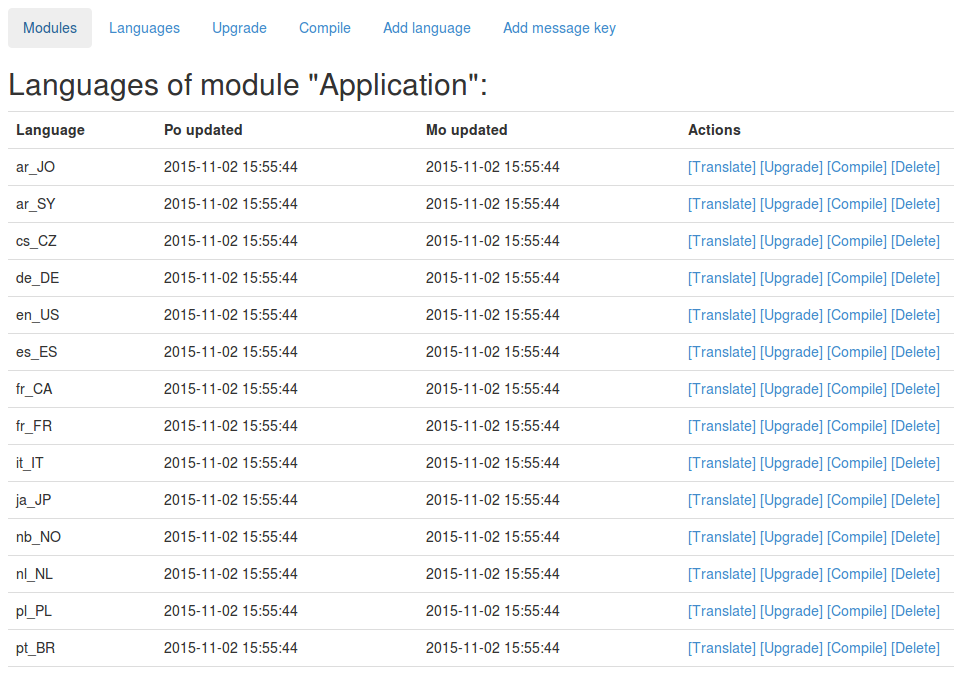 Modules Languages Upgrade Compile Add language Add message key
Languages of module "Application":
Language Po updated Mo updated Actions
ar_JO 2015-11-02 15:55:44 2015-11-02 15:55:44 [Translate] [Upgrade] [Compile] [Delete]
ar_SY 2015-11-02 15:55:44 2015-11-02 15:55:44 [Translate] [Upgrade] [Compile] [Delete]
cs_CZ 2015-11-02 15:55:44 2015-11-02 15:55:44 [Translate] [Upgrade] [Compile] [Delete]
de_DE 2015-11-02 15:55:44 2015-11-02 15:55:44 [Translate] [Upgrade] [Compile] [Delete]
en_US 2015-11-02 15:55:44 2015-11-02 15:55:44 [Translate] [Upgrade] [Compile] [Delete]
es_ES 2015-11-02 15:55:44 2015-11-02 15:55:44 [Translate] [Upgrade] [Compile] [Delete]
fr_CA 2015-11-02 15:55:44 2015-11-02 15:55:44 [Translate] [Upgrade] [Compile] [Delete]
fr_FR 2015-11-02 15:55:44 2015-11-02 15:55:44 [Translate] [Upgrade] [Compile] [Delete]
it_IT 2015-11-02 15:55:44 2015-11-02 15:55:44 [Translate] [Upgrade] [Compile] [Delete]
ja_JP 2015-11-02 15:55:44 2015-11-02 15:55:44 [Translate] [Upgrade] [Compile] [Delete]
nb_NO 2015-11-02 15:55:44 2015-11-02 15:55:44 [Translate] [Upgrade] [Compile] [Delete]
nl_NL 2015-11-02 15:55:44 2015-11-02 15:55:44 [Translate] [Upgrade] [Compile] [Delete]
pl_PL 2015-11-02 15:55:44 2015-11-02 15:55:44 [Translate] [Upgrade] [Compile] [Delete]
pt_BR 2015-11-02 15:55:44 2015-11-02 15:55:44 [Translate] [Upgrade] [Compile] [Delete]